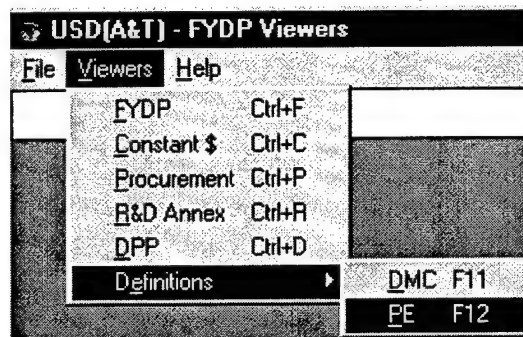 USD(A&T) - FYDP Viewers
File Viewers Help
FYDP Ctrl+F
Constant $ Ctrl+C
Procurement Ctrl+P
R&D Annex Ctrl+R
DPP Ctrl+D
Definitions
DMC F11
PE F12